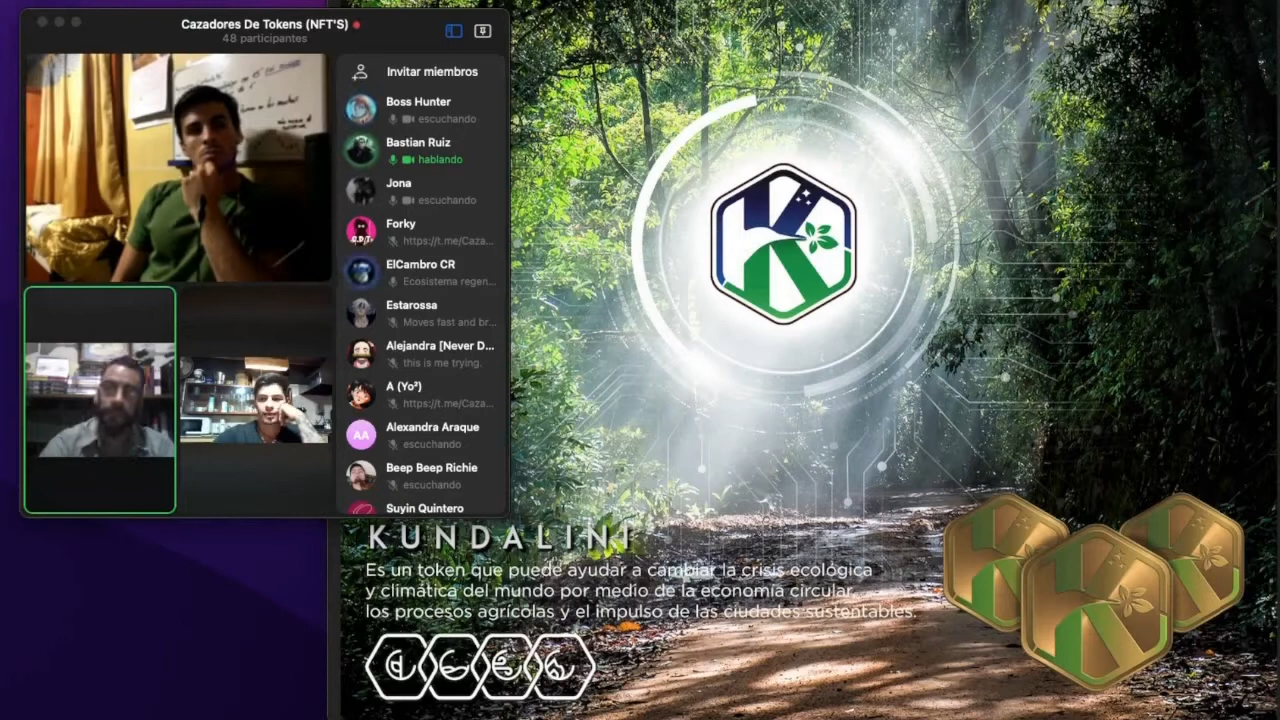 Cazadores De Tokens (NFT'S)
48 participantes
Invitar miembros
Boss Hunter
escuchando
Bastian Ruiz
hablando
Jona
escuchando
Forky
https://t.me/Caza...
ElCambro CR
Ecosistema regen...
Estarossa
Moves fast and br...
Alejandra [Never D...
this is me trying.
A (Yo²)
https://t.me/Caza...
AA
Alexandra Araque
escuchando
Beep Beep Richie
escuchando
Suyin Quintero
KUNDALINI
Es un token que puede ayudar a cambiar la crisis ecológica
y climática del mundo por medio de la economía circular,
los procesos agrícolas y el impulso de las ciudades sustentables.